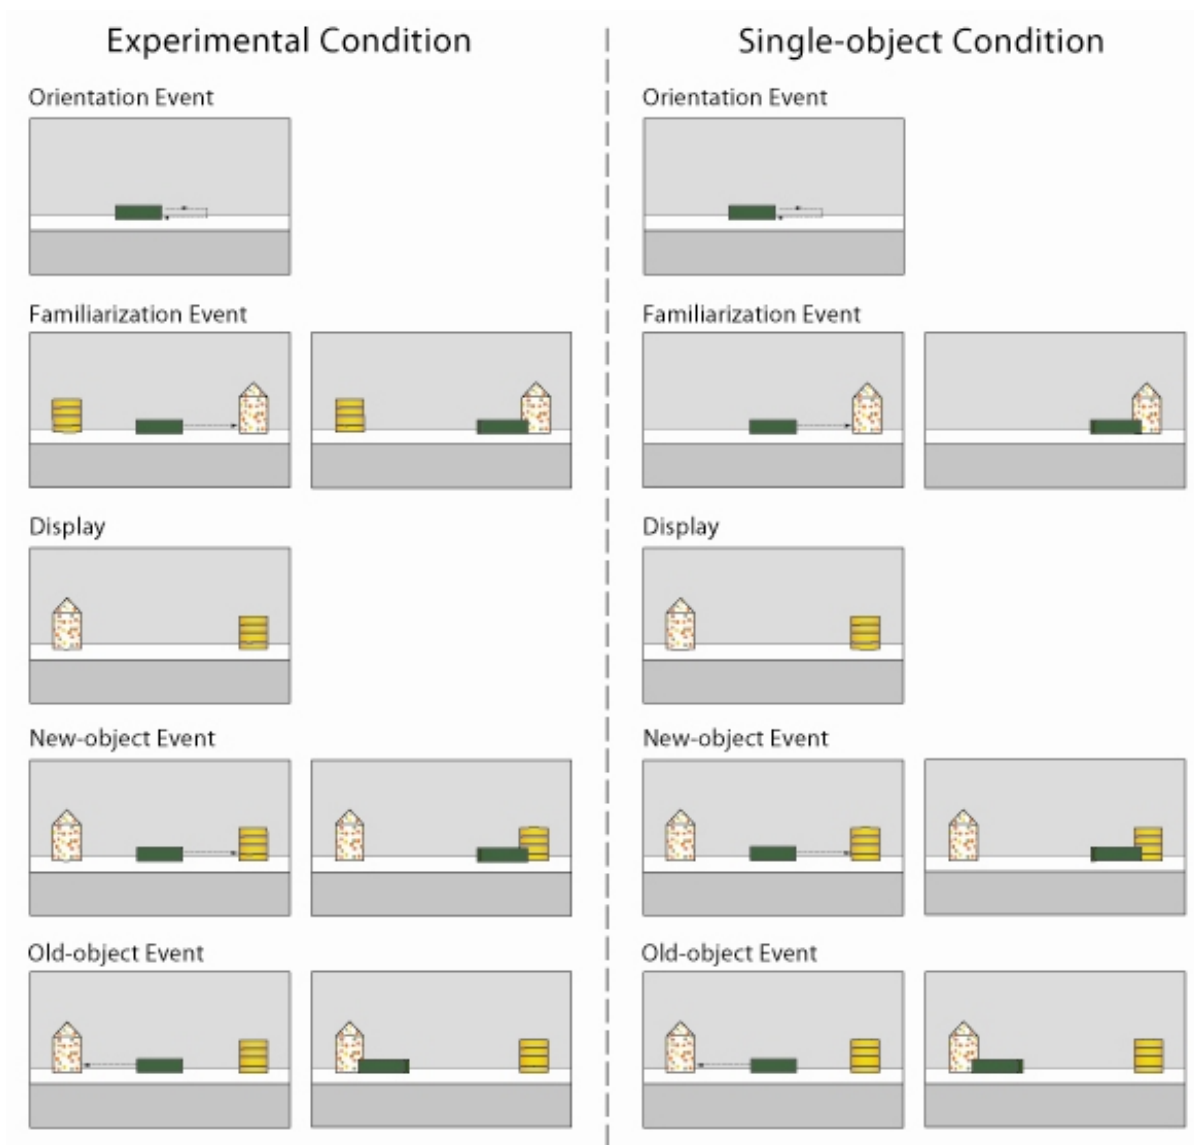 Experimental Condition
Orientation Event
Familiarization Event
Display
New-object Event
Old-object Event
Single-object Condition
Orientation Event
Familiarization Event
Display
New-object Event
Old-object Event